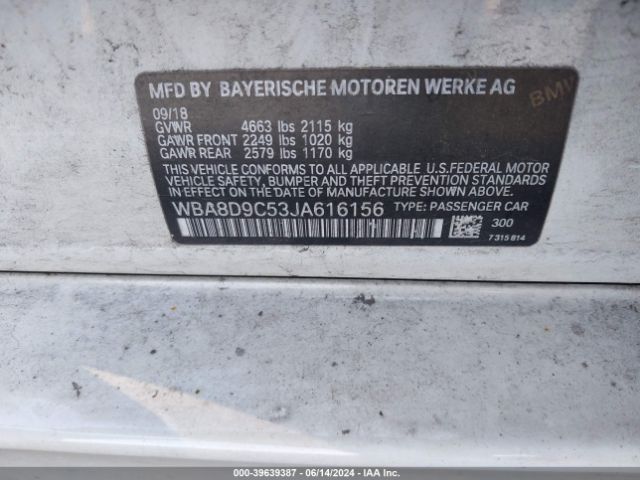 MFD BY BAYERISCHE MOTOREN WERKE AG
BMW
09/18
GVWR 4663 lbs 2115 kg
GAWR FRONT 2249 lbs 1020 kg
GAWR REAR 2579 lbs 1170 kg
THIS VEHICLE CONFORMS TO ALL APPLICABLE U.S.FEDERAL MOTOR
VEHICLE SAFETY, BUMPER AND THEFT PREVENTION STANDARDS
IN EFFECT ON THE DATE OF MANUFACTURE SHOWN ABOVE.
WBA8D9C53JA616156 TYPE: PASSENGER CAR
300
7 315 814
000-39639387 - 06/14/2024 - IAA Inc.